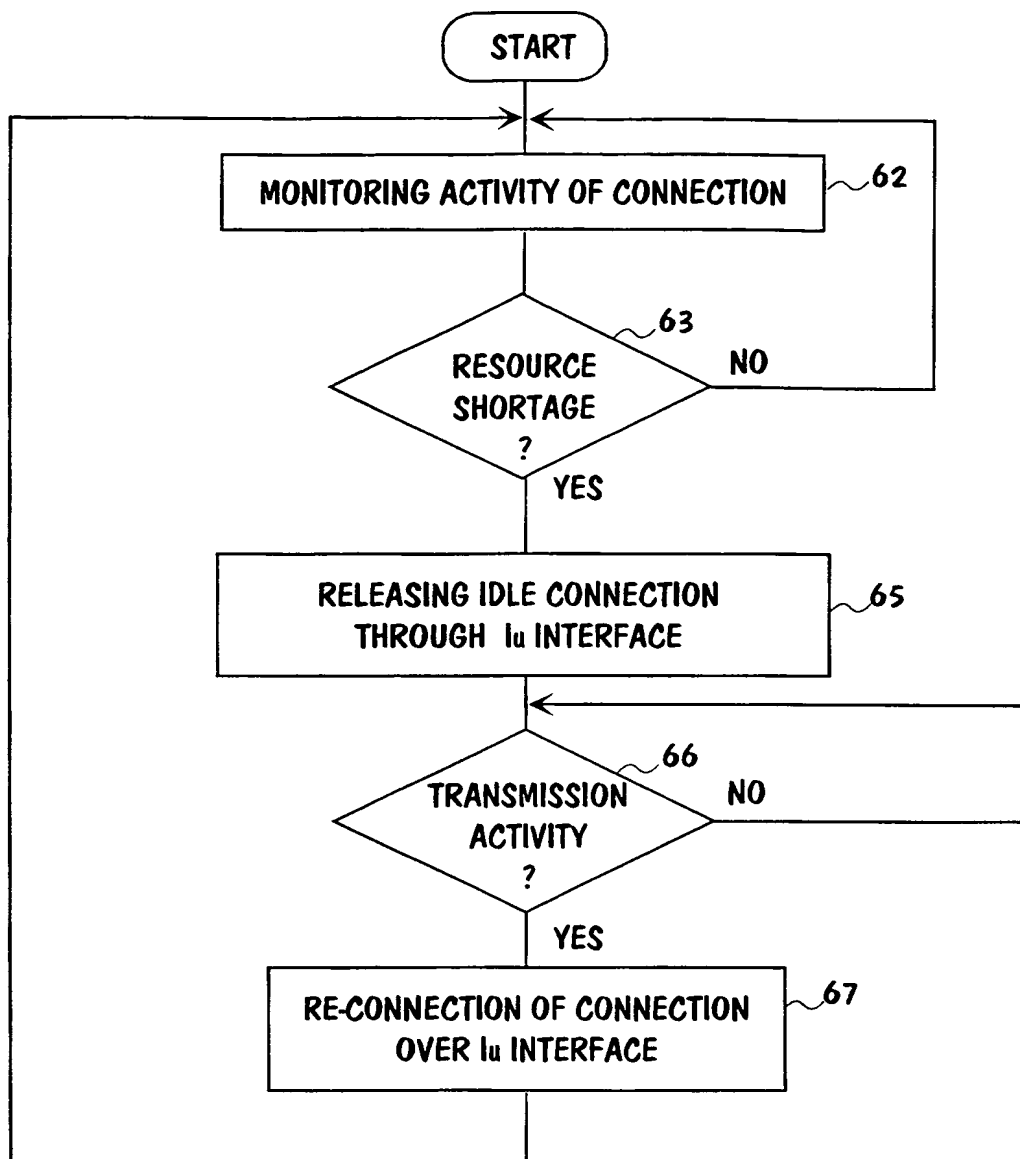 START
MONITORING ACTIVITY OF CONNECTION
62
63
RESOURCE
SHORTAGE
?
NO
YES
RELEASING IDLE CONNECTION
THROUGH Iu INTERFACE
65
66
TRANSMISSION
ACTIVITY
?
NO
YES
RE-CONNECTION OF CONNECTION
OVER Iu INTERFACE
67